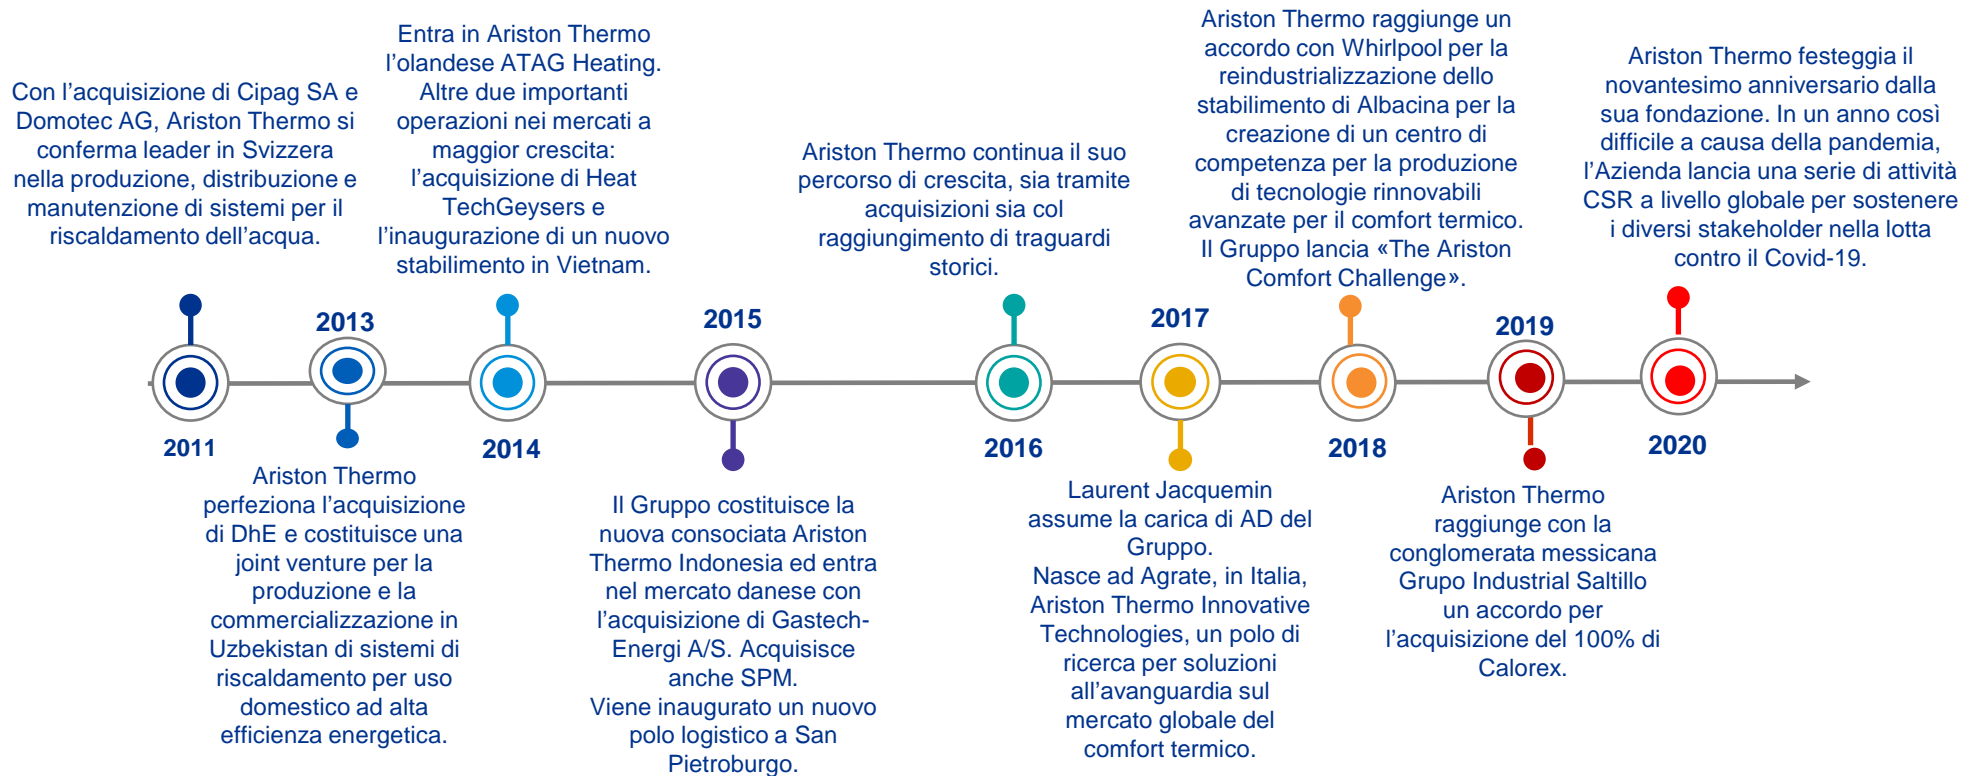 Con l’acquisizione di Cipag SA e
Domotec AG, Ariston Thermo si
conferma leader in Svizzera
nella produzione, distribuzione e
manutenzione di sistemi per il
riscaldamento dell’acqua.
2011
2013
Ariston Thermo
perfeziona l’acquisizione
di DhE e costituisce una
joint venture per la
produzione e la
commercializzazione in
Uzbekistan di sistemi di
riscaldamento per uso
domestico ad alta
efficienza energetica.
Entra in Ariston Thermo
l’olandese ATAG Heating.
Altre due importanti
operazioni nei mercati a
maggior crescita:
l’acquisizione di Heat
TechGeysers e
l’inaugurazione di un nuovo
stabilimento in Vietnam.
2014
2015
Il Gruppo costituisce la
nuova consociata Ariston
Thermo Indonesia ed entra
nel mercato danese con
l’acquisizione di Gastech-
Energi A/S. Acquisisce
anche SPM.
Viene inaugurato un nuovo
polo logistico a San
Pietroburgo.
Ariston Thermo continua il suo
percorso di crescita, sia tramite
acquisizioni sia col
raggiungimento di traguardi
storici.
2016
2017
Laurent Jacquemin
assume la carica di AD del
Gruppo.
Nasce ad Agrate, in Italia,
Ariston Thermo Innovative
Technologies, un polo di
ricerca per soluzioni
all’avanguardia sul
mercato globale del
comfort termico.
Ariston Thermo raggiunge un
accordo con Whirlpool per la
reindustrializzazione dello
stabilimento di Albacina per la
creazione di un centro di
competenza per la produzione
di tecnologie rinnovabili
avanzate per il comfort termico.
Il Gruppo lancia «The Ariston
Comfort Challenge».
2018
2019
Ariston Thermo
raggiunge con la
conglomerata messicana
Grupo Industrial Saltillo
un accordo per
l’acquisizione del 100% di
Calorex.
Ariston Thermo festeggia il
novantesimo anniversario dalla
sua fondazione. In un anno così
difficile a causa della pandemia,
l’Azienda lancia una serie di attività
CSR a livello globale per sostenere
i diversi stakeholder nella lotta
contro il Covid-19.
2020